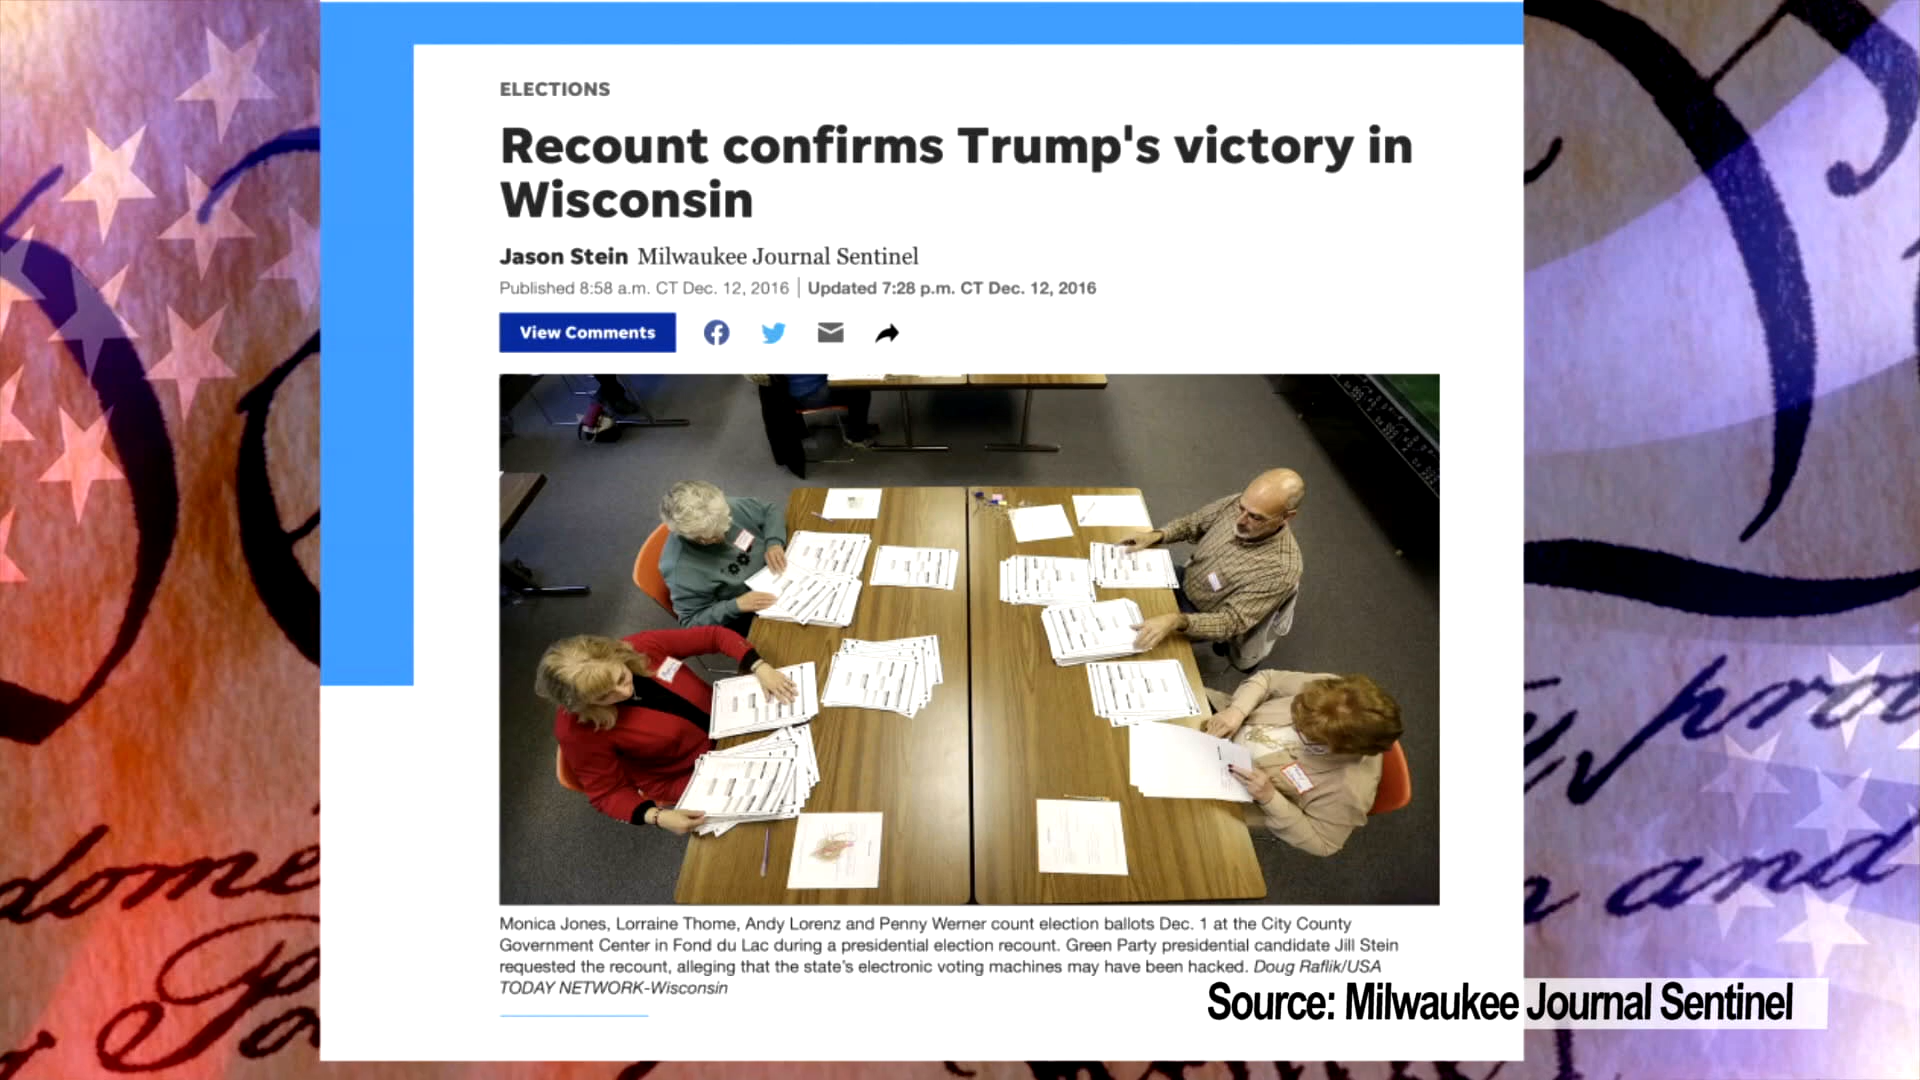 ELECTIONS
Recount confirms Trump's victory in
Wisconsin
Jason Stein Milwaukee Journal Sentinel
Published 8:58 a.m. CT Dec. 12, 2016 | Updated 7:28 p.m. CT Dec. 12, 2016
View Comments
Monica Jones, Lorraine Thome, Andy Lorenz and Penny Werner count election ballots Dec. 1 at the City County
Government Center in Fond du Lac during a presidential election recount. Green Party presidential candidate Jill Stein
requested the recount, alleging that the state's electronic voting machines may have been hacked. Doug Raflik/USA
TODAY NETWORK-Wisconsin
Source: Milwaukee Journal Sentinel
dome
pro
and